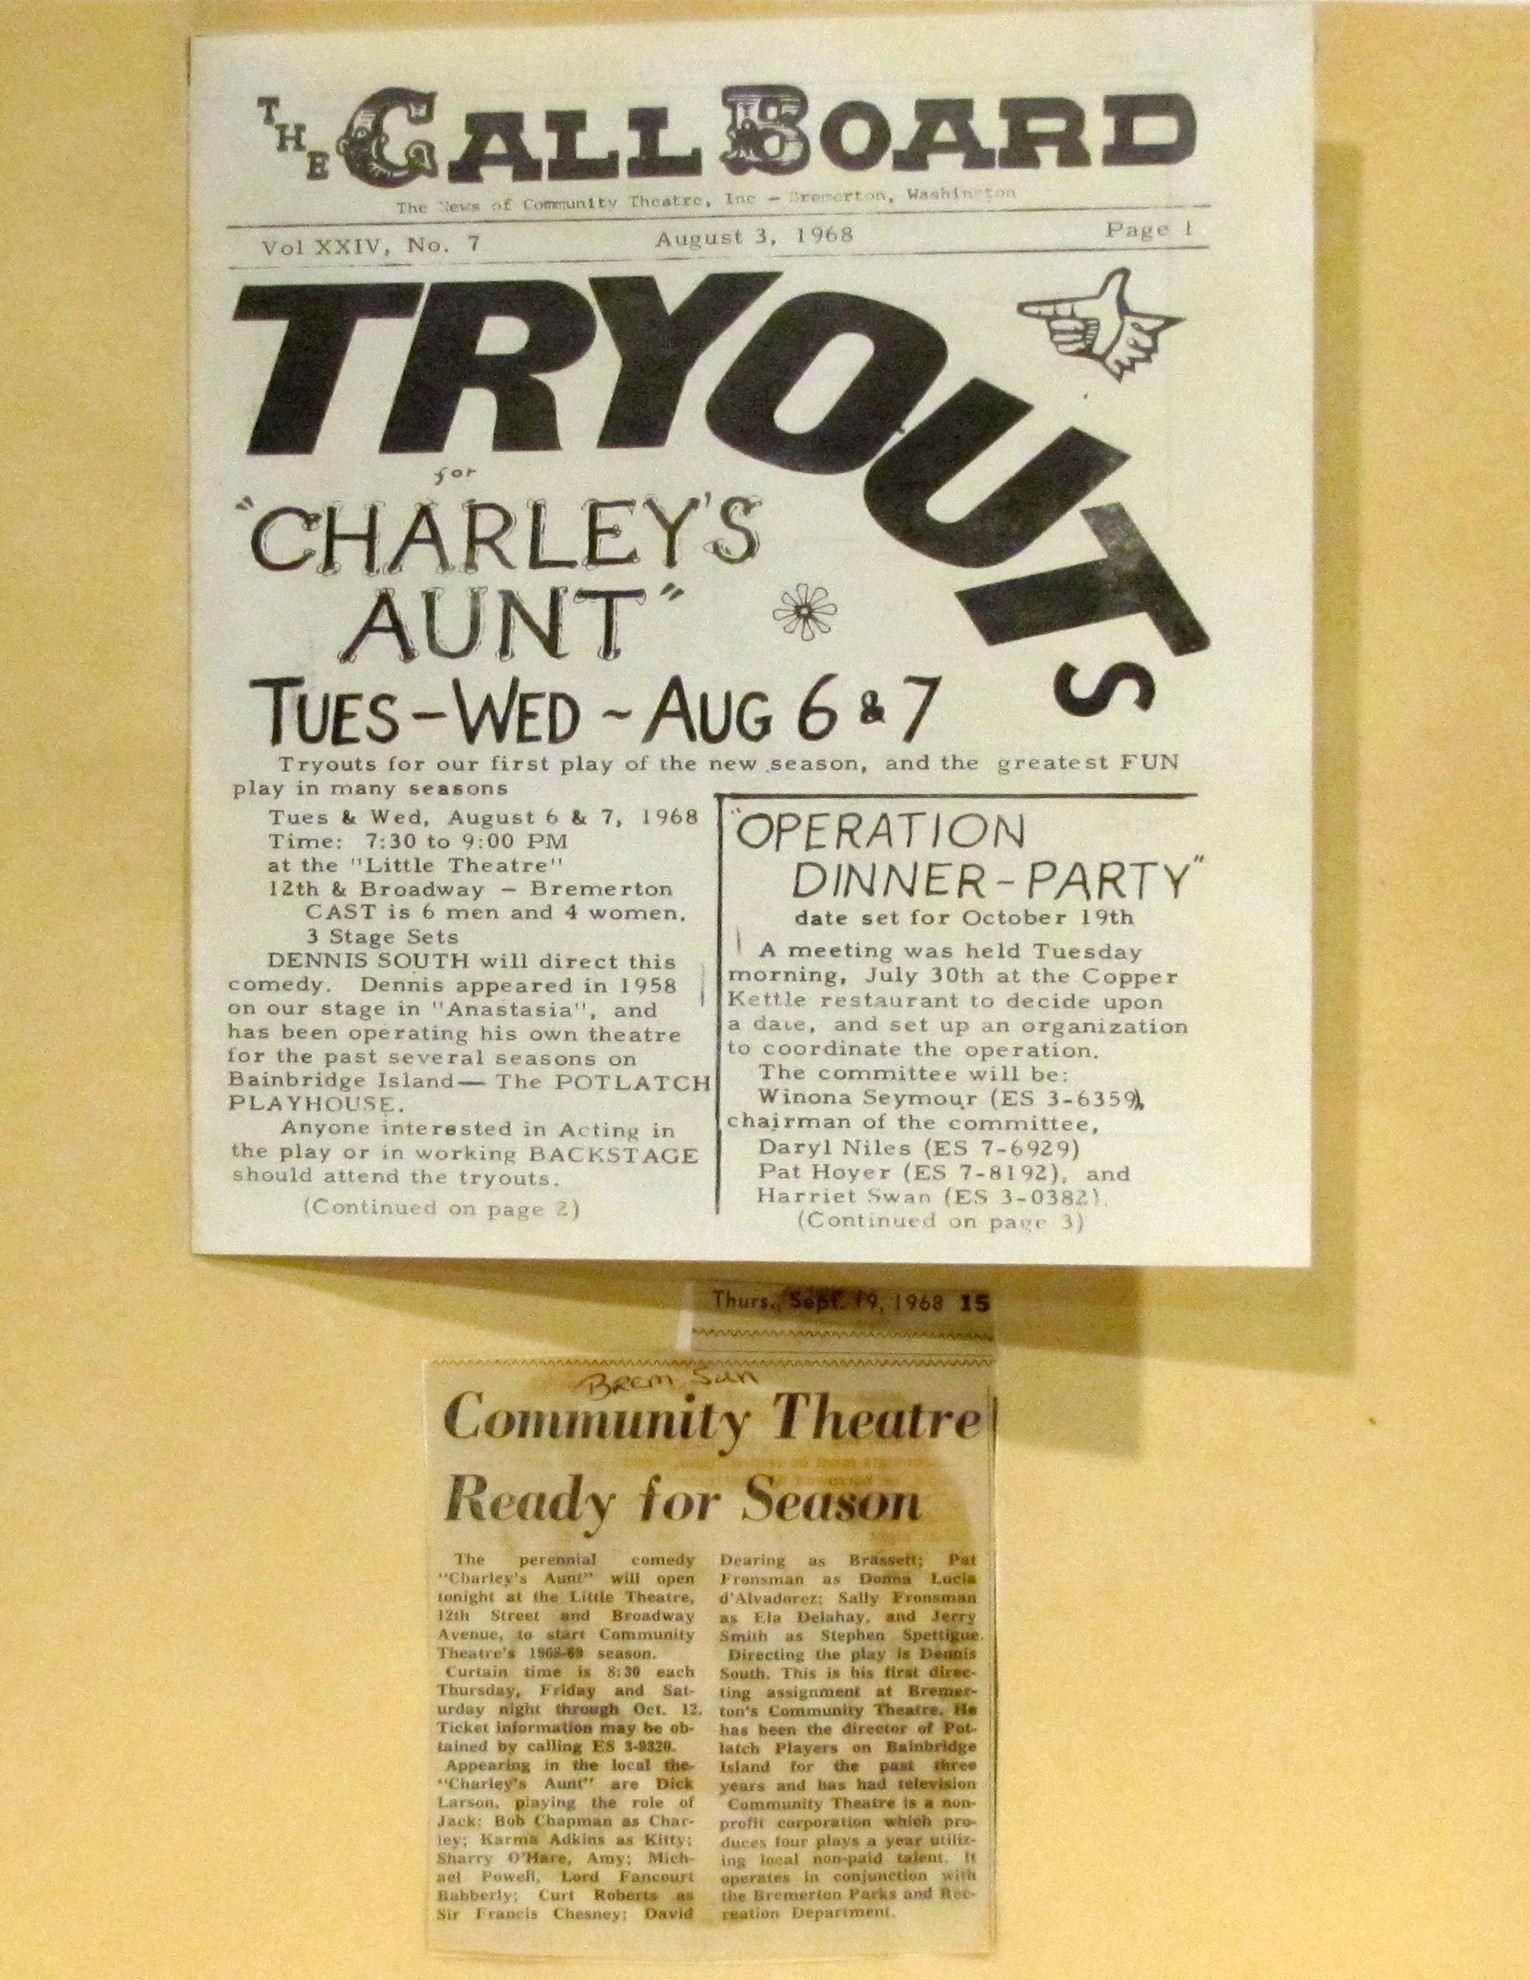 THE CALL BOARD
The News of Community Theatre, Inc - Bremerton, Washington
Vol XXIV, No. 7 August 3, 1968 Page 1
TRYOUTS
for
"CHARLEY'S
AUNT"
TUES - WED ~ AUG 6 & 7
Tryouts for our first play of the new season, and the greatest FUN
play in many seasons
Tues & Wed, August 6 & 7, 1968
Time: 7:30 to 9:00 PM
at the "Little Theatre"
12th & Broadway - Bremerton
CAST is 6 men and 4 women.
3 Stage Sets
DENNIS SOUTH will direct this
comedy. Dennis appeared in 1958
on our stage in "Anastasia", and
has been operating his own theatre
for the past several seasons on
Bainbridge Island— The POTLATCH
PLAYHOUSE.
Anyone interested in Acting in
the play or in working BACKSTAGE
should attend the tryouts.
(Continued on page 2)
"OPERATION
DINNER-PARTY"
date set for October 19th
A meeting was held Tuesday
morning, July 30th at the Copper
Kettle restaurant to decide upon
a date, and set up an organization
to coordinate the operation.
The committee will be:
Winona Seymour (ES 3-6359),
chairman of the committee,
Daryl Niles (ES 7-6929)
Pat Hoyer (ES 7-8192), and
Harriet Swan (ES 3-0382).
(Continued on page 3)
Thurs., Sept. 19, 1968 15
Brem Sun
Community Theatre
Ready for Season
The perennial comedy
"Charley's Aunt" will open
tonight at the Little Theatre,
12th Street and Broadway
Avenue, to start Community
Theatre's 1968-69 season.
Curtain time is 8:30 each
Thursday, Friday and Sat-
urday night through Oct. 12.
Ticket information may be ob-
tained by calling ES 3-9320.
Appearing in the local the-
"Charley's Aunt" are Dick
Larson, playing the role of
Jack; Bob Chapman as Char-
ley; Karma Adkins as Kitty;
Sharry O'Hare, Amy; Mich-
ael Powell, Lord Fancourt
Babberly; Curt Roberts as
Sir Francis Chesney; David
Dearing as Brassett; Pat
Fronsman as Donna Lucia
d'Alvadorez; Sally Fronsman
as Ela Delahay, and Jerry
Smith as Stephen Spettigue.
Directing the play is Dennis
South. This is his first direc-
ting assignment at Bremer-
ton's Community Theatre. He
has been the director of Pot-
latch Players on Bainbridge
Island for the past three
years and has had television
Community Theatre is a non-
profit corporation which pro-
duces four plays a year utiliz-
ing local non-paid talent. It
operates in conjunction with
the Bremerton Parks and Rec-
reation Department.